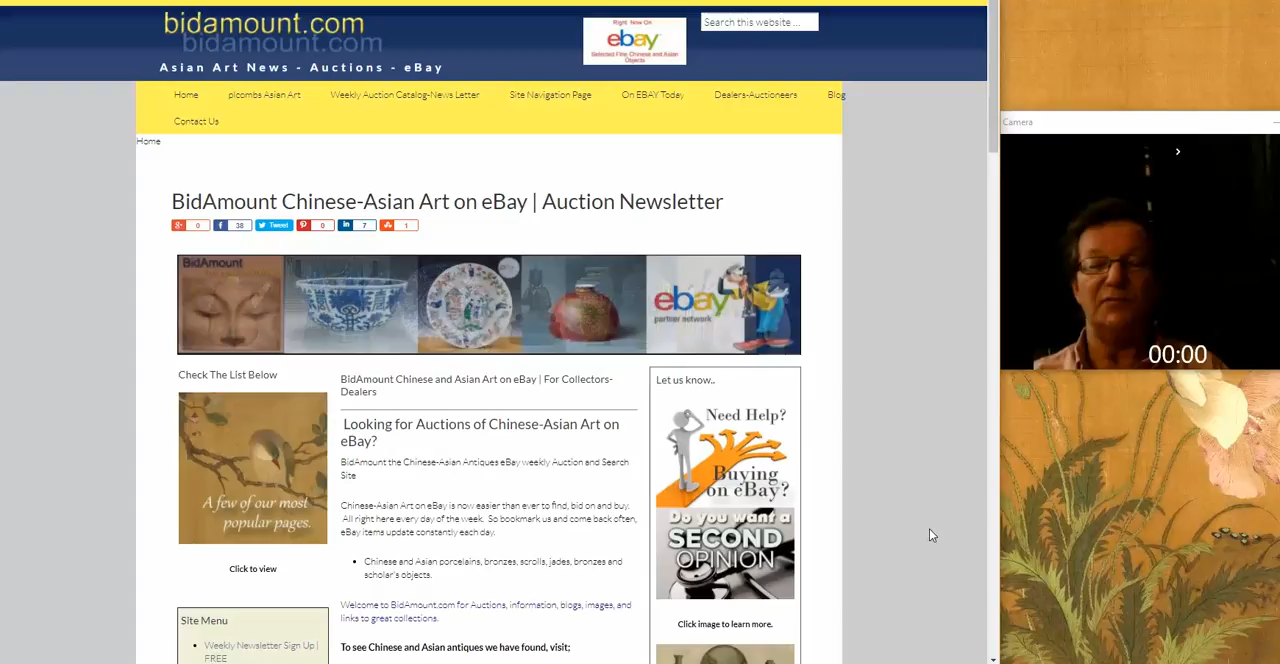 bidamount.com
bidamount.com
Asian Art News - Auctions - eBay
Right Now On
ebay
Selected Fine Chinese and Asian
Objects
Search this website …
Home
plcombs Asian Art
Weekly Auction Catalog-News Letter
Site Navigation Page
On EBAY Today
Dealers-Auctioneers
Blog
Contact Us
Home
BidAmount Chinese-Asian Art on eBay | Auction Newsletter
0
38
Tweet
0
7
1
BidAmount
ebay
partner network
Check The List Below
A few of our most
popular pages.
Click to view
Site Menu
Weekly Newsletter Sign Up |
FREE
BidAmount Chinese and Asian Art on eBay | For Collectors-
Dealers
Looking for Auctions of Chinese-Asian Art on
eBay?
BidAmount the Chinese-Asian Antiques eBay weekly Auction and Search
Site
Chinese-Asian Art on eBay is now easier than ever to find, bid on and buy.
All right here every day of the week. So bookmark us and come back often,
eBay items update constantly each day.
Chinese and Asian porcelains, bronzes, scrolls, jades, bronzes and
scholar's objects.
Welcome to BidAmount.com for Auctions, information, blogs, images, and
links to great collections.
To see Chinese and Asian antiques we have found, visit;
Let us know..
Need Help?
Buying
on eBay?
Do you want a
SECOND
OPINION
Click image to learn more.
Camera
00:00